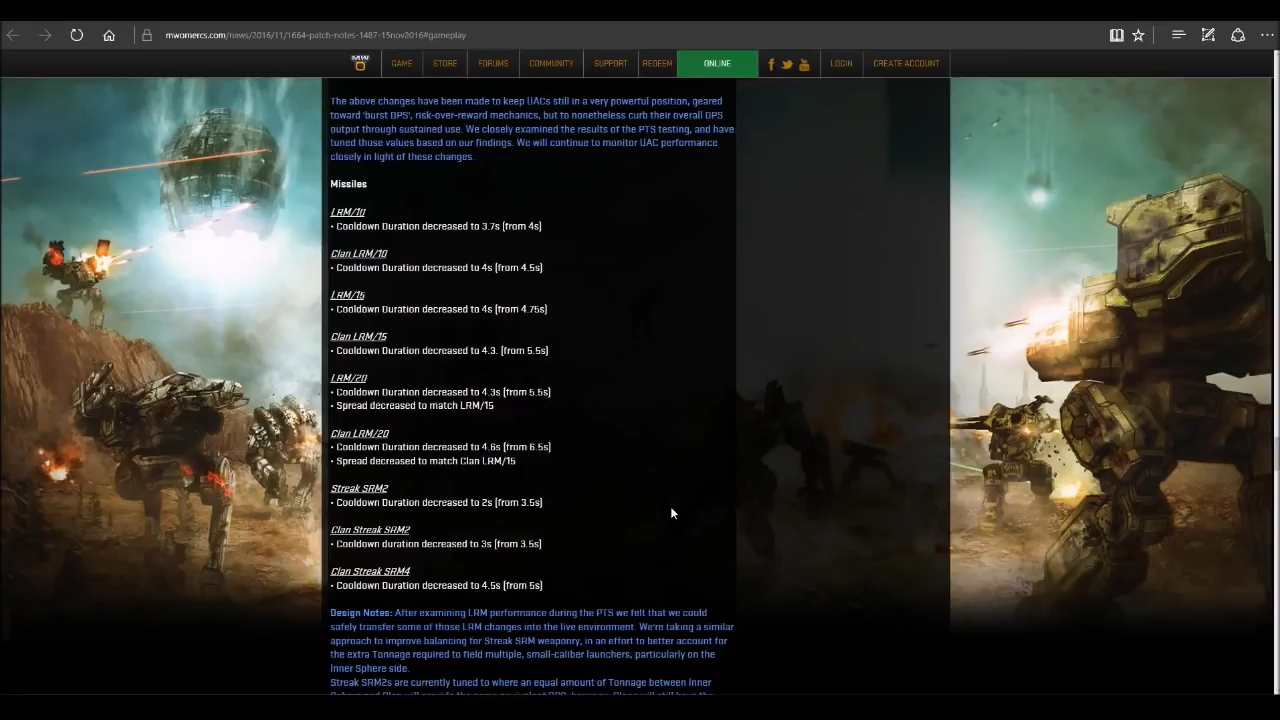 mwomercs.com/news/2016/11/1664-patch-notes-1487-15nov2016#gameplay
GAME STORE FORUMS COMMUNITY SUPPORT REDEEM ONLINE LOGIN CREATE ACCOUNT
The above changes have been made to keep UACs still in a very powerful position, geared
toward 'burst DPS', risk-over-reward mechanics, but to nonetheless curb their overall DPS
output through sustained use. We closely examined the results of the PTS testing, and have
tuned those values based on our findings. We will continue to monitor UAC performance
closely in light of these changes.
Missiles
LRM/10
• Cooldown Duration decreased to 3.7s (from 4s)
Clan LRM/10
• Cooldown Duration decreased to 4s (from 4.5s)
LRM/15
• Cooldown Duration decreased to 4s (from 4.75s)
Clan LRM/15
• Cooldown Duration decreased to 4.3. (from 5.5s)
LRM/20
• Cooldown Duration decreased to 4.3s (from 5.5s)
• Spread decreased to match LRM/15
Clan LRM/20
• Cooldown Duration decreased to 4.6s (from 6.5s)
• Spread decreased to match Clan LRM/15
Streak SRM2
• Cooldown Duration decreased to 2s (from 3.5s)
Clan Streak SRM2
• Cooldown duration decreased to 3s (from 3.5s)
Clan Streak SRM4
• Cooldown Duration decreased to 4.5s (from 5s)
Design Notes: After examining LRM performance during the PTS we felt that we could
safely transfer some of those LRM changes into the live environment. We're taking a similar
approach to improve balancing for Streak SRM weaponry, in an effort to better account for
the extra Tonnage required to field multiple, small-caliber launchers, particularly on the
Inner Sphere side.
Streak SRM2s are currently tuned to where an equal amount of Tonnage between Inner